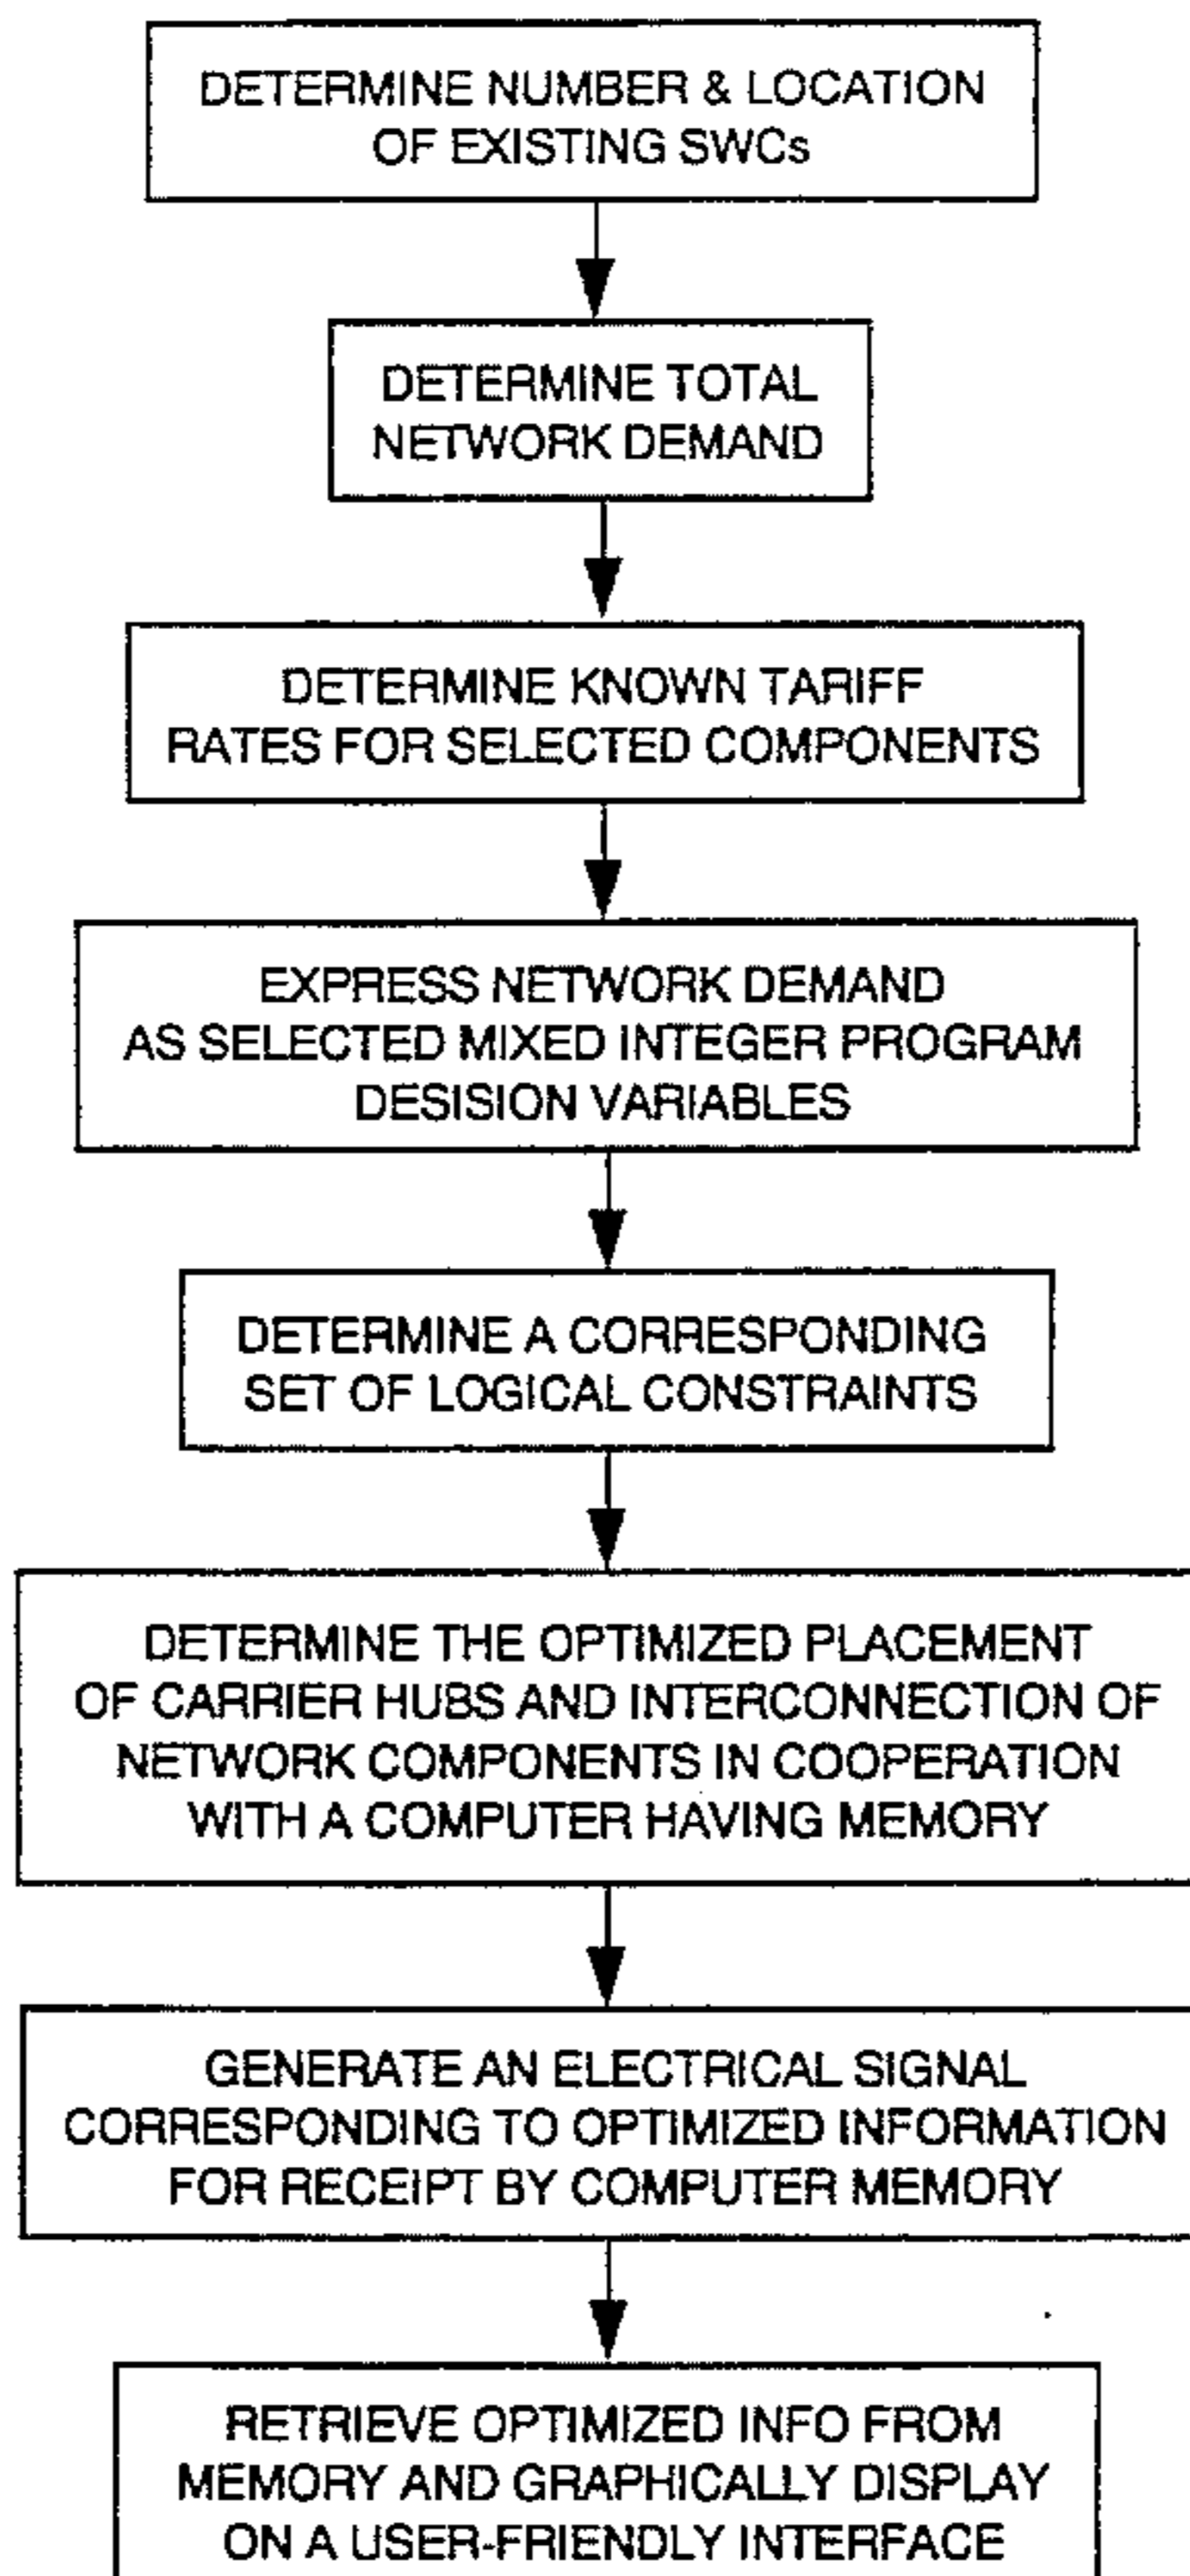 DETERMINE NUMBER & LOCATION
OF EXISTING SWCs
DETERMINE TOTAL
NETWORK DEMAND
DETERMINE KNOWN TARIFF
RATES FOR SELECTED COMPONENTS
EXPRESS NETWORK DEMAND
AS SELECTED MIXED INTEGER PROGRAM
DESISION VARIABLES
DETERMINE A CORRESPONDING
SET OF LOGICAL CONSTRAINTS
DETERMINE THE OPTIMIZED PLACEMENT
OF CARRIER HUBS AND INTERCONNECTION OF
NETWORK COMPONENTS IN COOPERATION
WITH A COMPUTER HAVING MEMORY
GENERATE AN ELECTRICAL SIGNAL
CORRESPONDING TO OPTIMIZED INFORMATION
FOR RECEIPT BY COMPUTER MEMORY
RETRIEVE OPTIMIZED INFO FROM
MEMORY AND GRAPHICALLY DISPLAY
ON A USER-FRIENDLY INTERFACE